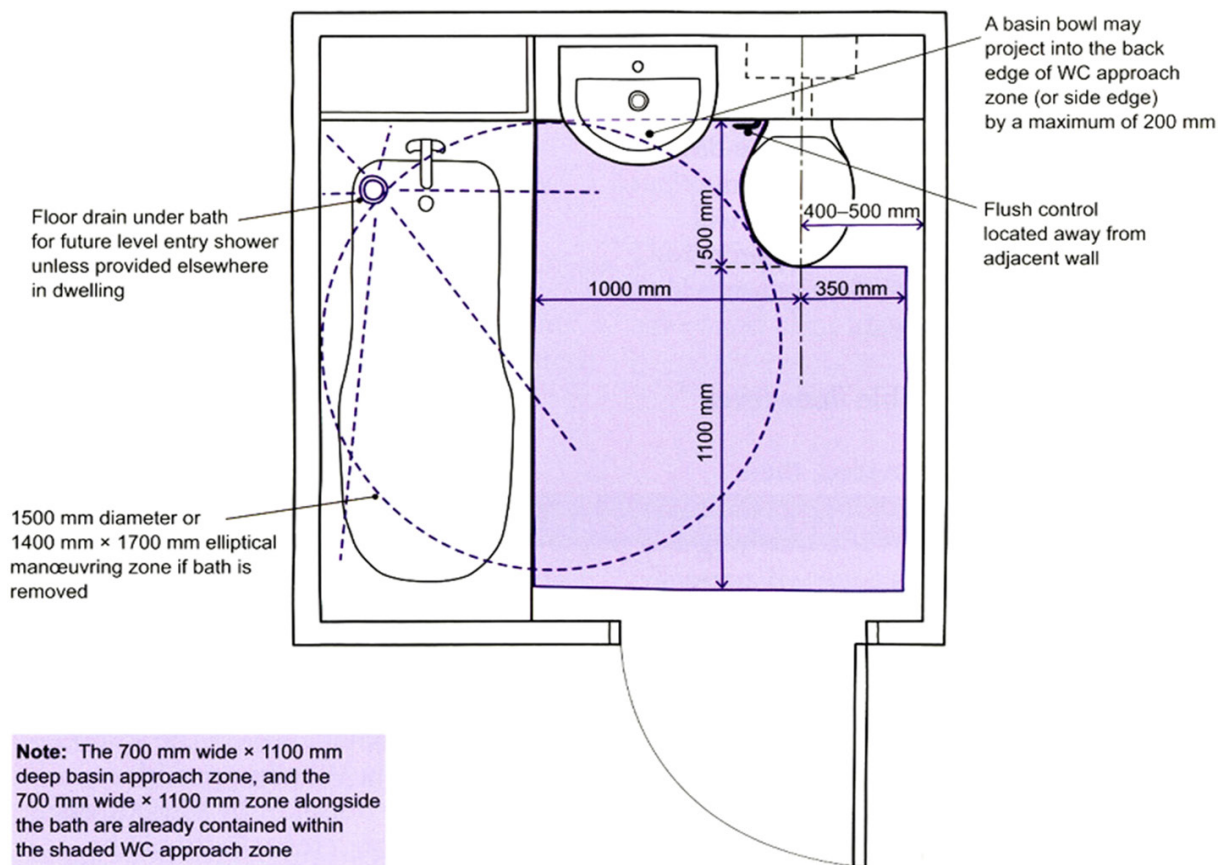 A basin bowl may
project into the back
edge of WC approach
zone (or side edge)
by a maximum of 200 mm
Floor drain under bath
for future level entry shower
unless provided elsewhere
in dwelling
500 mm
400–500 mm
Flush control
located away from
adjacent wall
1000 mm
350 mm
1100 mm
1500 mm diameter or
1400 mm × 1700 mm elliptical
manœuvring zone if bath is
removed
Note: The 700 mm wide × 1100 mm
deep basin approach zone, and the
700 mm wide × 1100 mm zone alongside
the bath are already contained within
the shaded WC approach zone